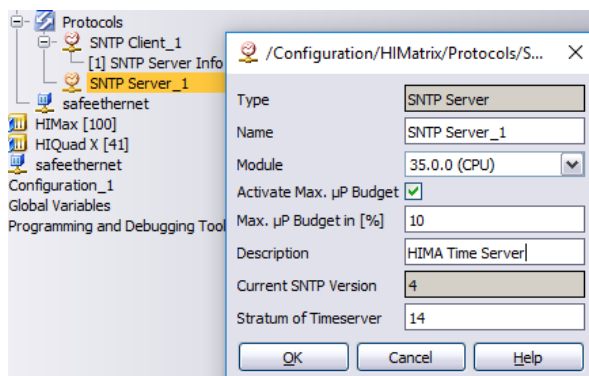 Protocols
SNTP Client_1
[1] SNTP Server Info
SNTP Server_1
safeethernet
HIMax [100]
HIQuad X [41]
safeethernet
Configuration_1
Global Variables
Programming and Debugging Tool
/Configuration/HIMatrix/Protocols/S...
Type SNTP Server
Name SNTP Server_1
Module 35.0.0 (CPU)
Activate Max. µP Budget
Max. µP Budget in [%] 10
Description HIMA Time Server
Current SNTP Version 4
Stratum of Timeserver 14
OK Cancel Help